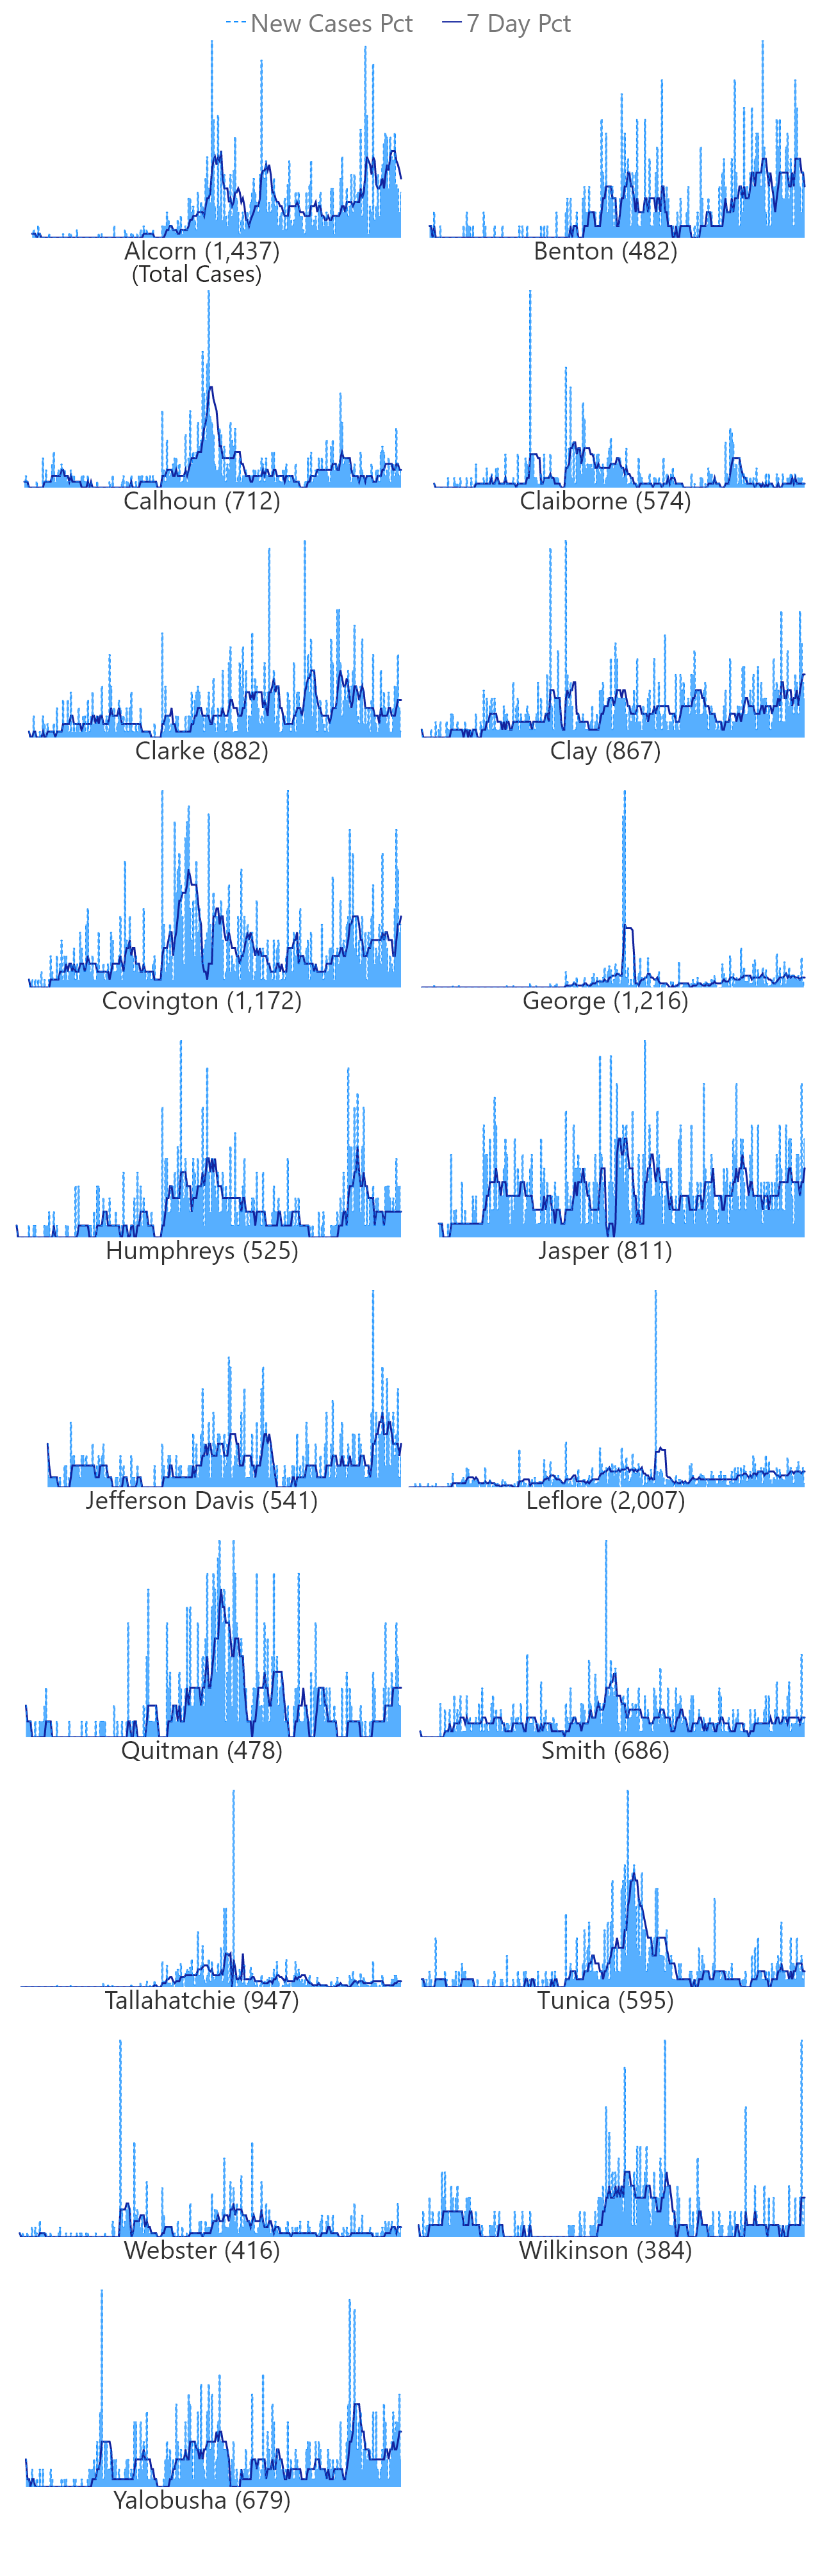 New Cases Pct 7 Day Pct
Alcorn (1,437) Benton (482)
(Total Cases)
Calhoun (712) Claiborne (574)
Clarke (882) Clay (867)
Covington (1,172) George (1,216)
Humphreys (525) Jasper (811)
Jefferson Davis (541) Leflore (2,007)
Quitman (478) Smith (686)
Tallahatchie (947) Tunica (595)
Webster (416) Wilkinson (384)
Yalobusha (679)